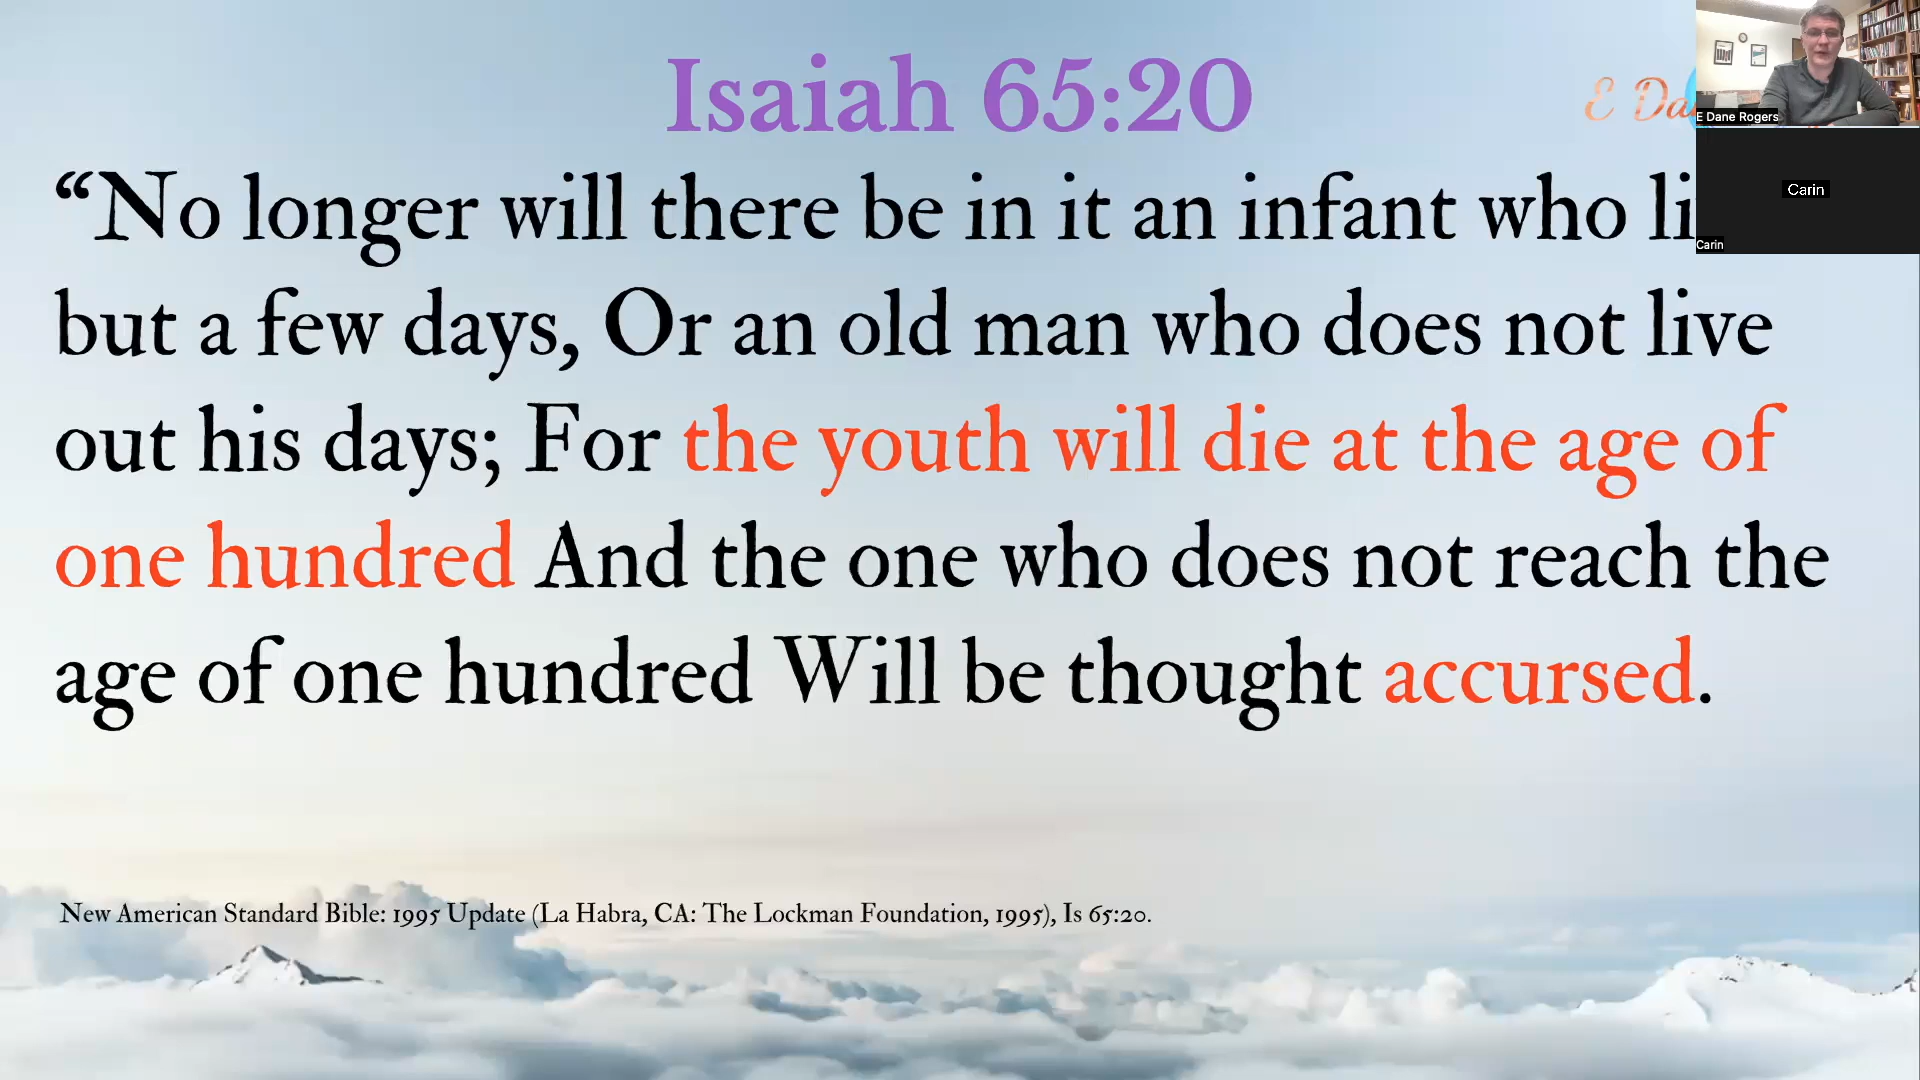 Isaiah 65:20
E
E Dane Rogers
Carin
Carin
“No longer will there be in it an infant who
but a few days, Or an old man who does not live
out his days; For the youth will die at the age of
one hundred And the one who does not reach the
age of one hundred Will be thought accursed.
New American Standard Bible: 1995 Update (La Habra, CA: The Lockman Foundation, 1995), Is 65:20.